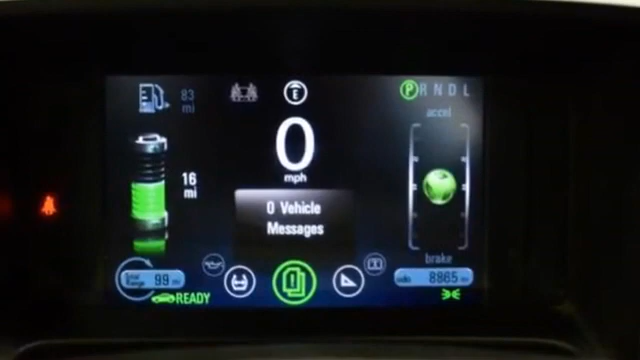 83
mi
E
P R N D L
accel
0
mph
16
mi
0 Vehicle
Messages
brake
Total
Range 99 mi
odo 8865 mi
READY